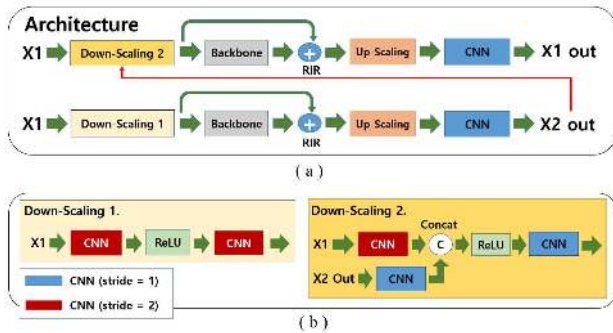 Architecture
X1 Down-Scaling 2 Backbone + RIR Up Scaling CNN X1 out
X1 Down-Scaling 1 Backbone + RIR Up Scaling CNN X2 out
( a )
Down-Scaling 1.
X1 CNN ReLU CNN
CNN (stride = 1)
CNN (stride = 2)
Down-Scaling 2.
Concat
X1 CNN C ReLU CNN
X2 Out CNN
( b )